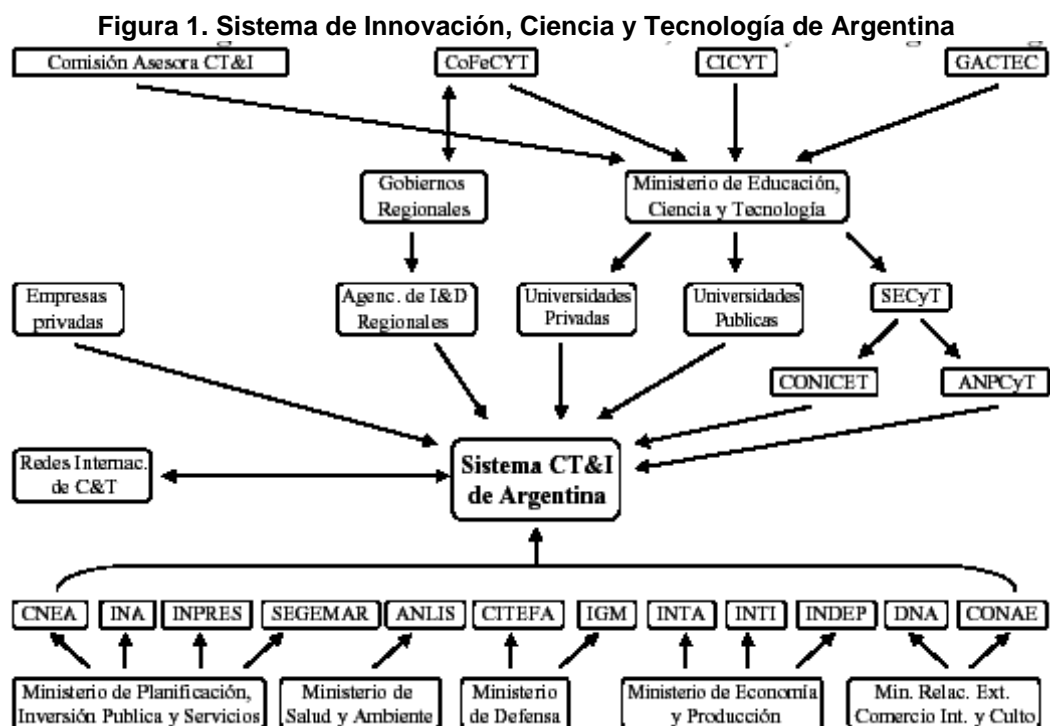 Figura 1. Sistema de Innovación, Ciencia y Tecnología de Argentina
Comisión Asesora CT&I
CoFeCYT
CICYT
GACTEC
Gobiernos
Regionales
Ministerio de Educación,
Ciencia y Tecnología
Empresas
privadas
Agenc. de I&D
Regionales
Universidades
Privadas
Universidades
Publicas
SECyT
CONICET
ANPCyT
Redes Internac.
de C&T
Sistema CT&I
de Argentina
CNEA
INA
INPRES
SEGEMAR
ANLIS
CITEFA
IGM
INTA
INTI
INDEP
DNA
CONAE
Ministerio de Planificación,
Inversión Publica y Servicios
Ministerio de
Salud y Ambiente
Ministerio
de Defensa
Ministerio de Economía
y Producción
Min. Relac. Ext.
Comercio Int. y Culto